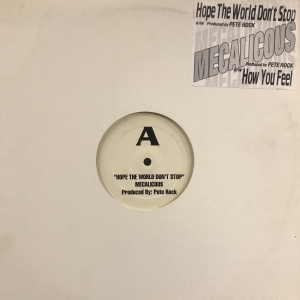 Hope The World Don't Stop
A/W Produced by PETE ROCK
MECALICOUS
Produced by PETE ROCK
B/W How You Feel
A
"HOPE THE WORLD DON'T STOP"
MECALICOUS
Produced By: Pete Rock